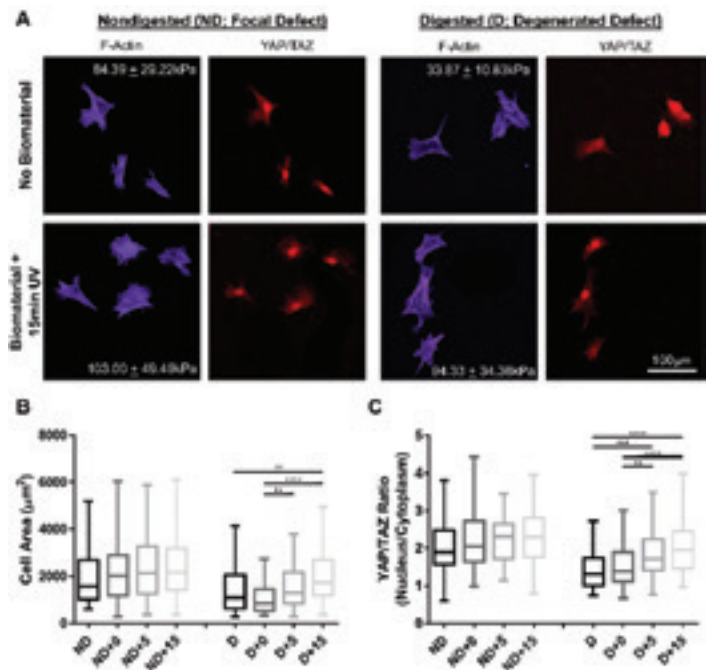 A
Nondigested (ND; Focal Defect)
Digested (D; Degenerated Defect)
F-Actin YAP/TAZ F-Actin YAP/TAZ
No Biomaterial
84.39 ± 29.22kPa
33.87 ± 10.83kPa
Biomaterial +
15min UV
103.00 ± 49.49kPa
94.33 ± 34.36kPa
100µm
B
Cell Area (µm²)
8000
6000
4000
2000
0
ND ND+0 ND+5 ND+15 D D+0 D+5 D+15
C
YAP/TAZ Ratio
(Nucleus/Cytoplasm)
5
4
3
2
1
0
ND ND+0 ND+5 ND+15 D D+0 D+5 D+15